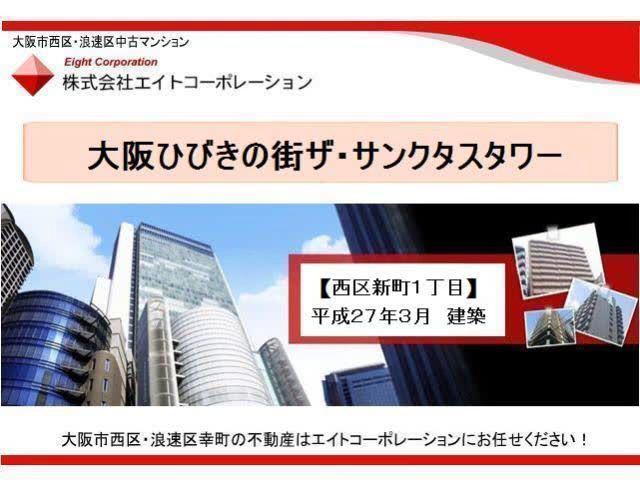 大阪市西区・浪速区中古マンション
Eight Corporation
株式会社エイトコーポレーション
大阪ひびきの街ザ・サンクタスタワー
【西区新町1丁目】
平成27年3月 建築
大阪市西区・浪速区幸町の不動産はエイトコーポレーションにお任せください！